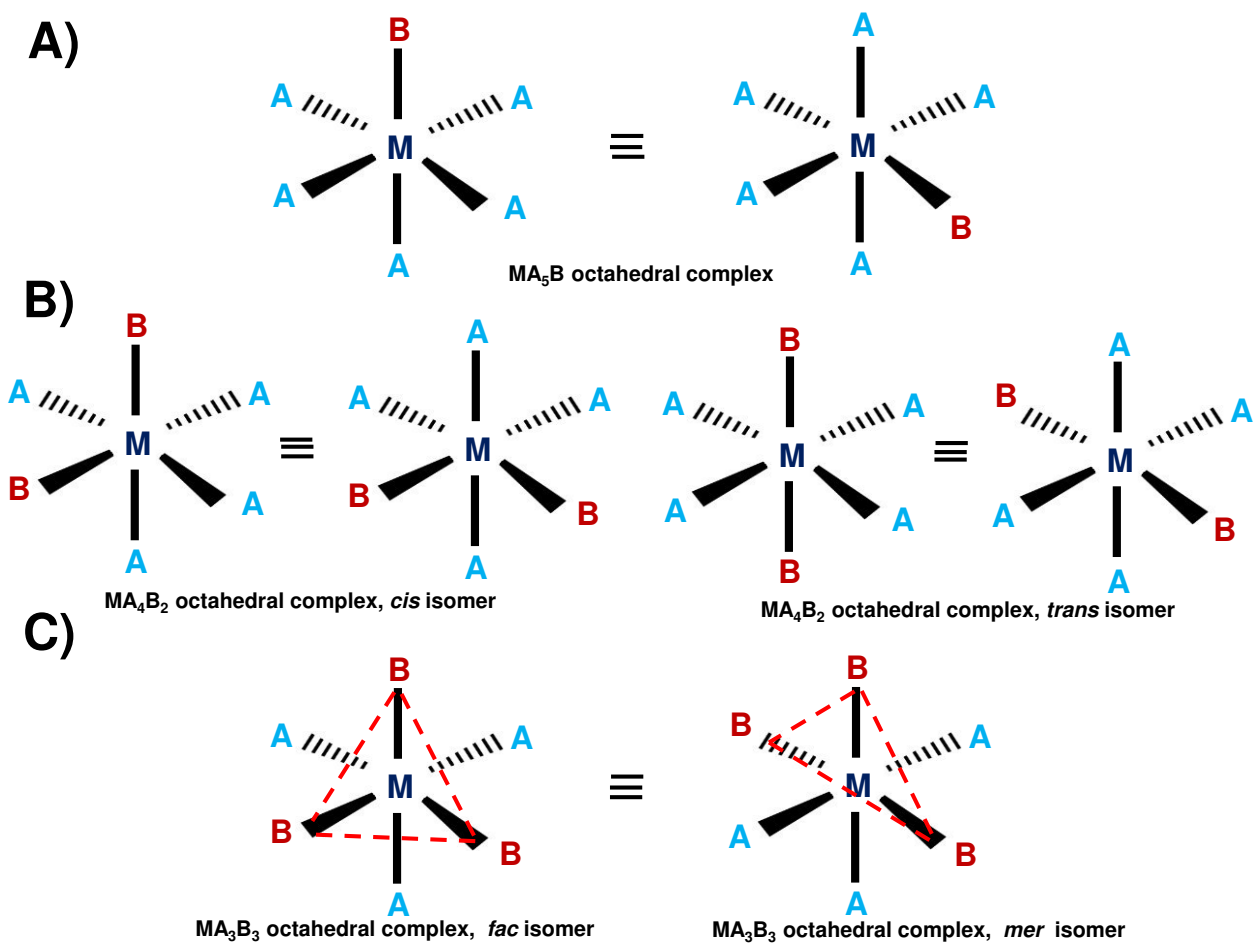 A)
B
A
A
M
A
A
A
≡
A
A
A
M
A
B
A
MA₅B octahedral complex
B)
B
A
A
M
B
A
A
≡
A
A
A
M
B
B
A
MA₄B₂ octahedral complex, cis isomer
B
A
A
M
A
A
B
≡
A
B
A
M
A
B
A
MA₄B₂ octahedral complex, trans isomer
C)
B
A
A
M
B
B
A
MA₃B₃ octahedral complex, fac isomer
≡
B
B
A
M
A
B
A
MA₃B₃ octahedral complex, mer isomer